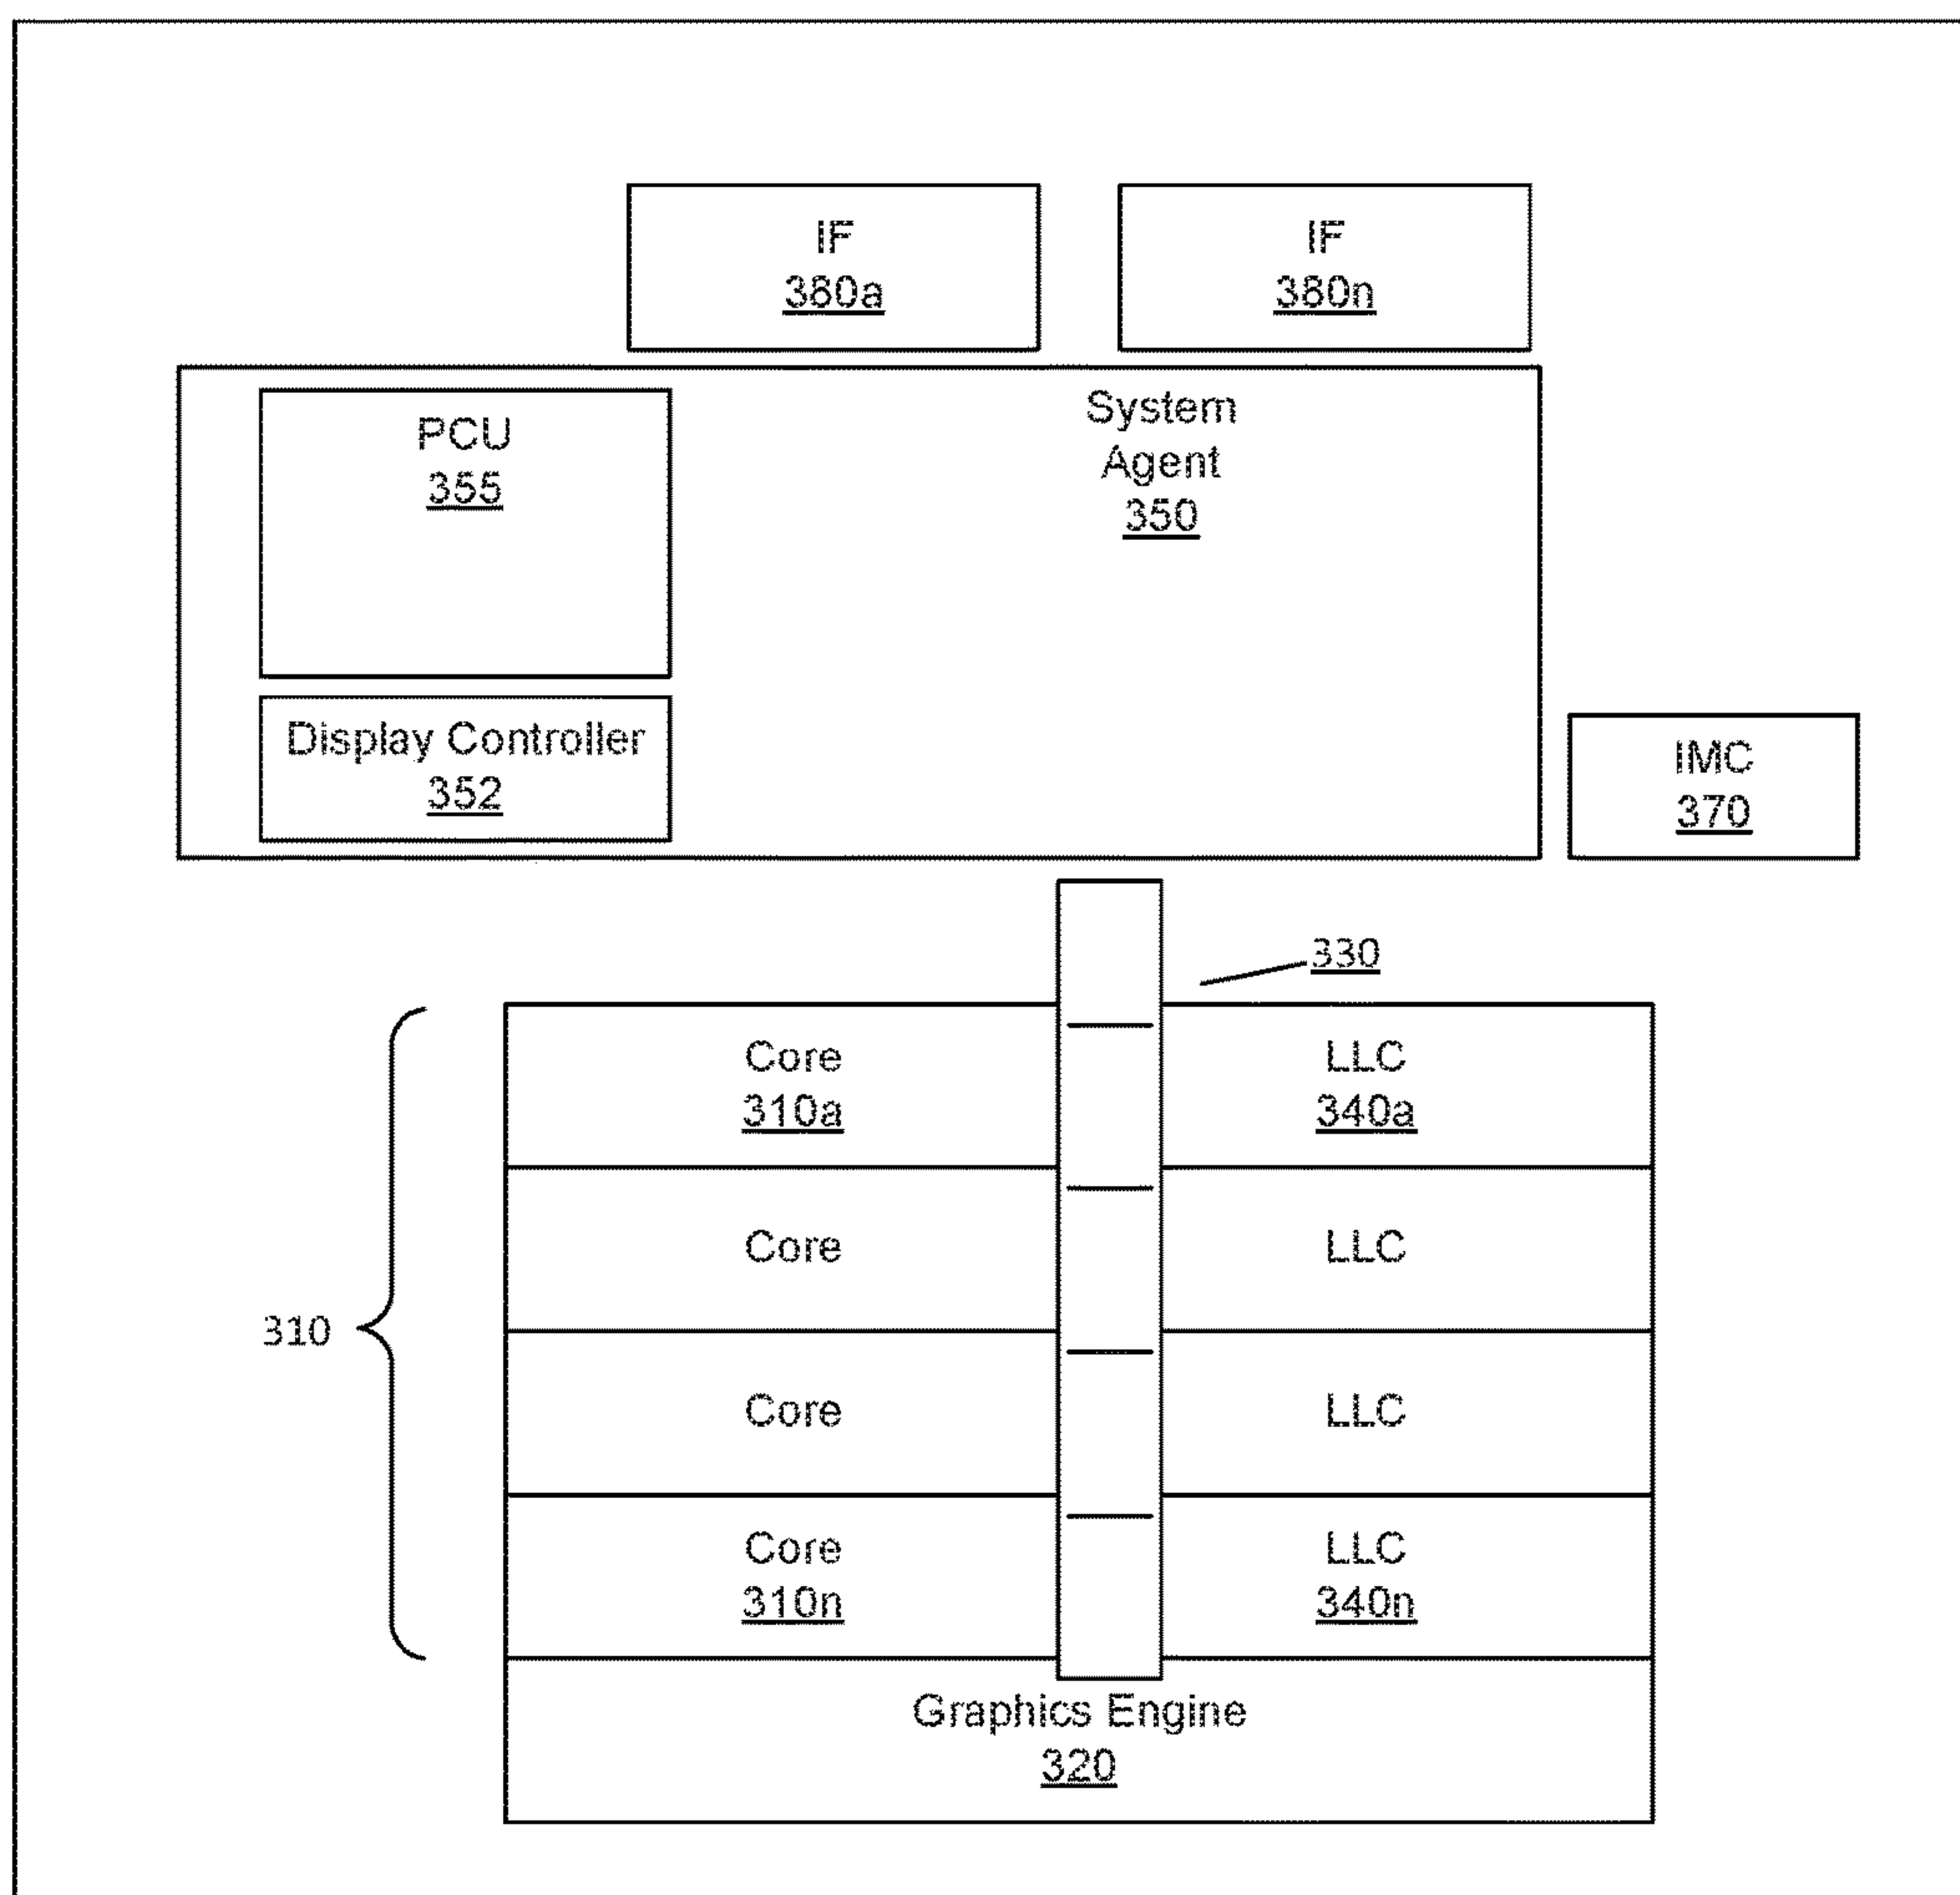 IF
380a
IF
380n
System
Agent
350
PCU
355
Display Controller
352
IMC
370
330
Core
310a
LLC
340a
Core
LLC
310
Core
LLC
Core
310n
LLC
340n
Graphics Engine
320